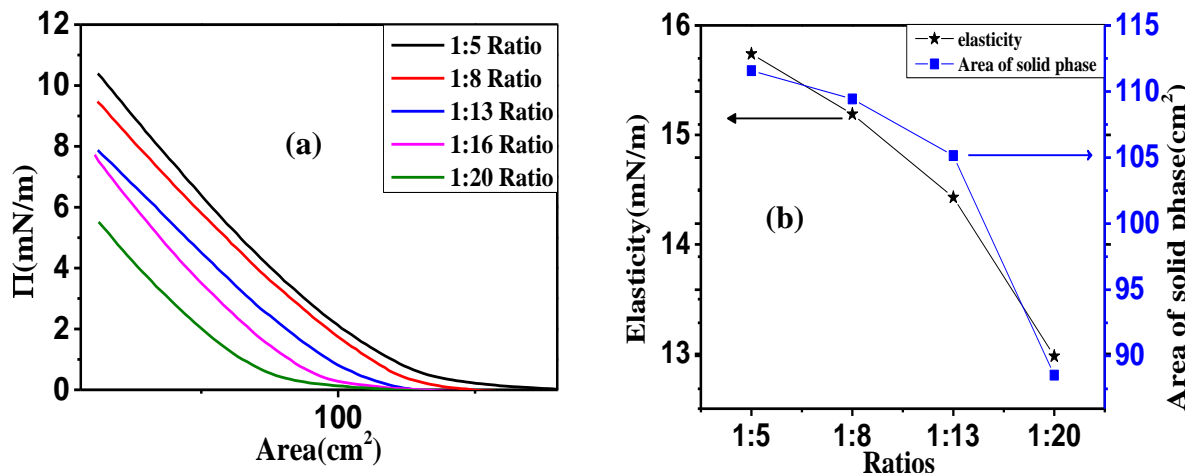 12
10
8
6
4
2
0
Π(mN/m)
100
Area(cm²)
(a)
1:5 Ratio
1:8 Ratio
1:13 Ratio
1:16 Ratio
1:20 Ratio
16
15
14
13
Elasticity(mN/m)
1:5
1:8
1:13
1:20
Ratios
(b)
elasticity
Area of solid phase
115
110
105
100
95
90
Area of solid phase(cm²)